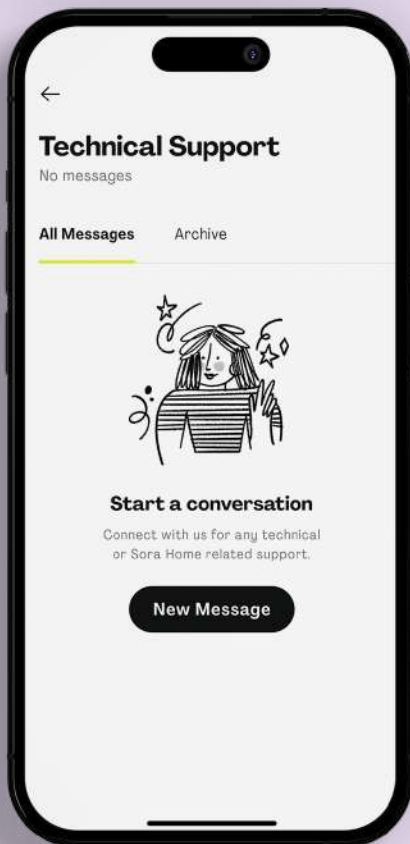 Technical Support
No messages
All Messages Archive
Start a conversation
Connect with us for any technical
or Sora Home related support.
New Message